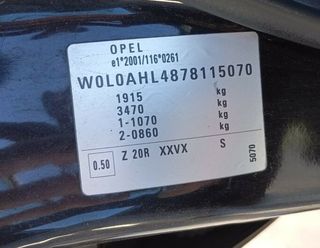 OPEL
e1*2001/116*0261
W0L0AHL4878115070
1915 kg
3470 kg
1-1070 kg
2-0860 kg
0.50 Z 20R XXVX S
5070